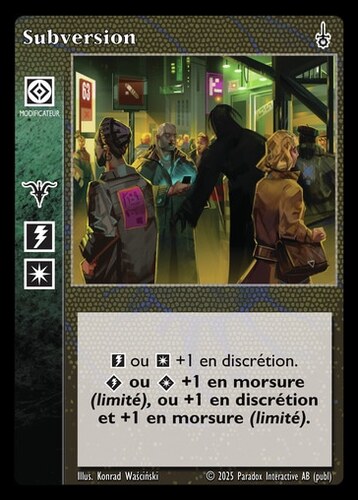 Subversion
MODIFICATEUR
ou +1 en discrétion.
ou +1 en morsure
(limité), ou +1 en discrétion
et +1 en morsure (limité).
Illus. Konrad Waściński © 2025 Paradox Interactive AB (publ)